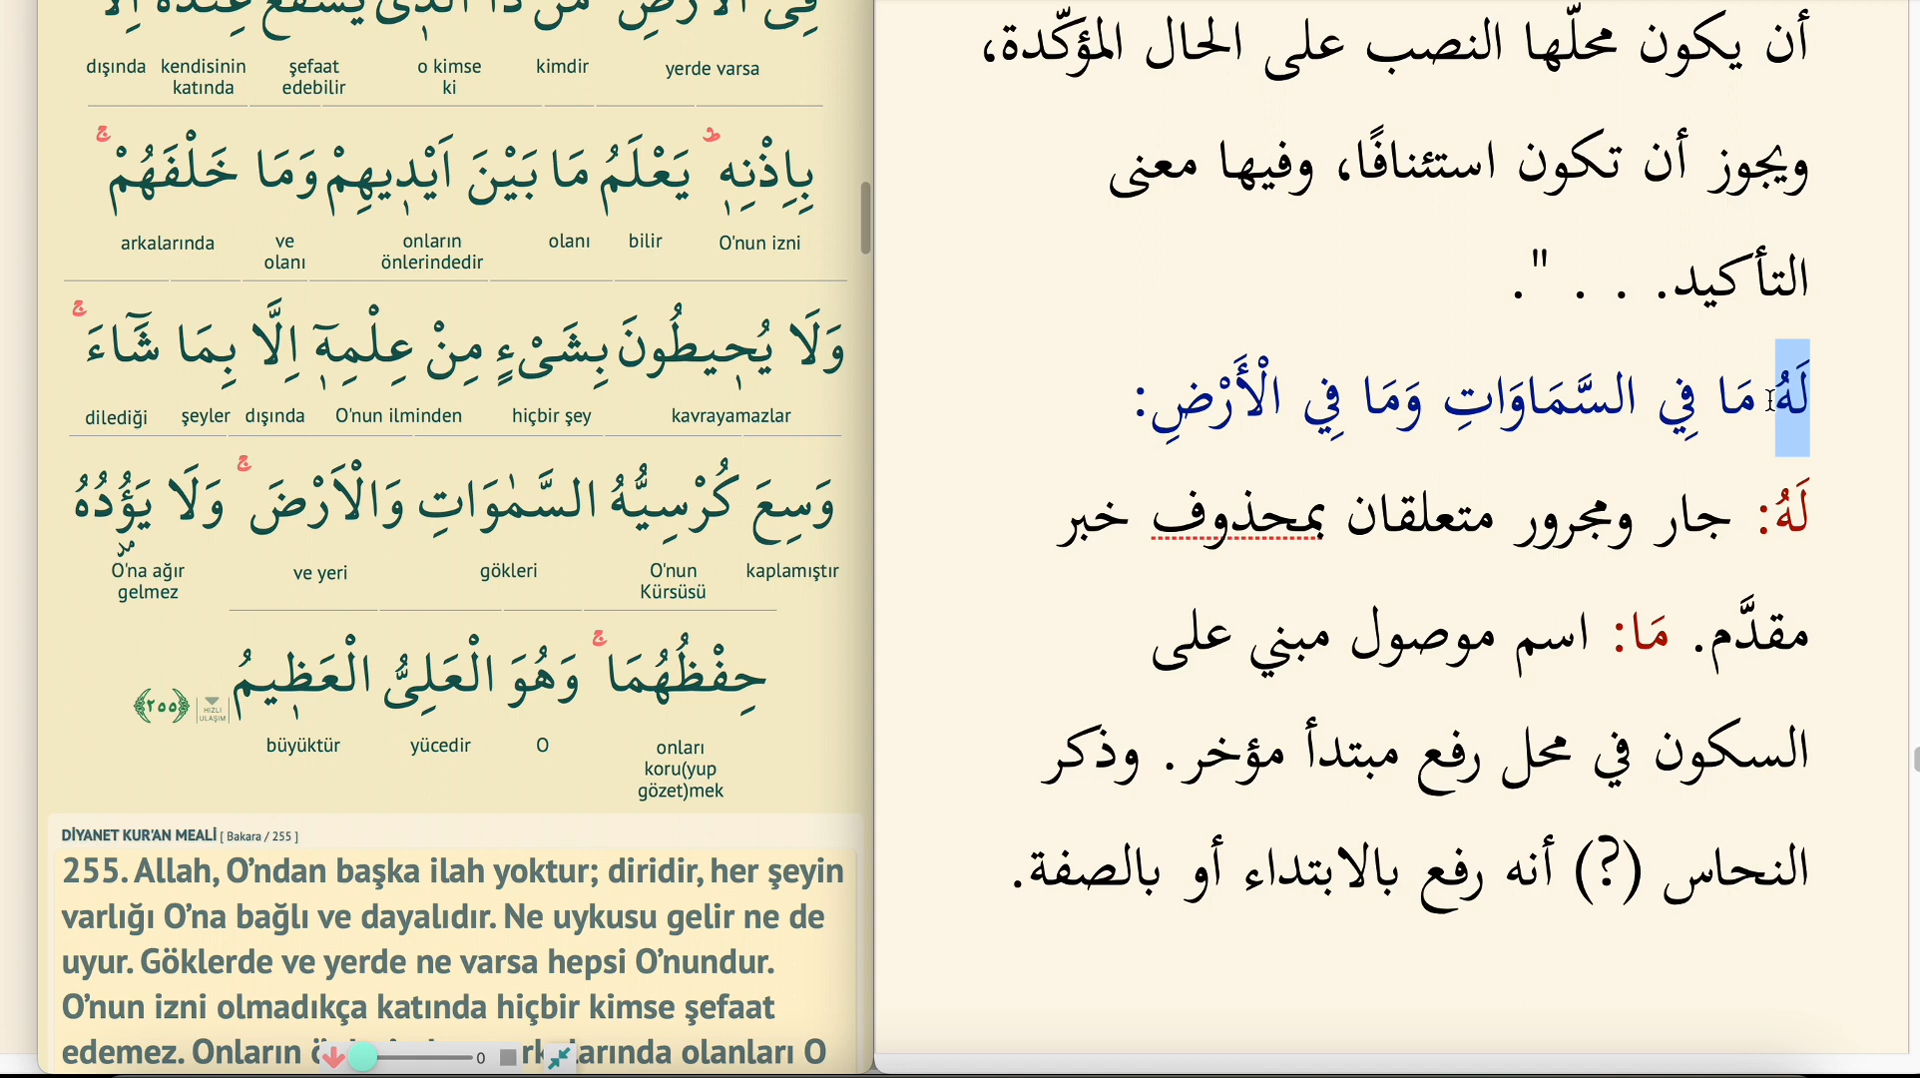 dışında kendisinin katında şefaat edebilir o kimse ki kimdir yerde varsa
بِاِذْنِهٖۜ يَعْلَمُ مَا بَيْنَ اَيْدٖيهِمْ وَمَا خَلْفَهُمْۚ
arkalarında ve olanı onların önlerindedir olanı bilir O'nun izni
وَلَا يُحٖيطُونَ بِشَىْءٍ مِنْ عِلْمِهٖٓ اِلَّا بِمَا شَٓاءَۚ
dilediği şeyler dışında O'nun ilminden hiçbir şey kavrayamazlar
وَسِعَ كُرْسِيُّهُ السَّمٰوَاتِ وَالْاَرْضَۚ وَلَا يَؤُ۫دُهُ
O'na ağır gelmez ve yeri gökleri O'nun Kürsüsü kaplamıştır
حِفْظُهُمَاۚ وَهُوَ الْعَلِىُّ الْعَظٖيمُ ﴿٢٥٥﴾
HIZLI ULAŞIM
büyüktür yücedir O onları koru(yup gözet)mek
DİYANET KUR'AN MEALİ [ Bakara / 255 ]
255. Allah, O’ndan başka ilah yoktur; diridir, her şeyin
varlığı O’na bağlı ve dayalıdır. Ne uykusu gelir ne de
uyur. Göklerde ve yerde ne varsa hepsi O’nundur.
O’nun izni olmadıkça katında hiçbir kimse şefaat
edemez. Onların olanları O
0
أن يكون محلّها النصب على الحال المؤكّدة،
ويجوز أن تكون استئنافًا، وفيها معنى
التأكيد. . . ".
لَهُ مَا فِي السَّمَاوَاتِ وَمَا فِي الْأَرْضِ:
لَهُ: جار ومجرور متعلقان بمحذوف خبر
مقدَّم. مَا: اسم موصول مبني على
السكون في محل رفع مبتدأ مؤخر. وذكر
النحاس (?) أنه رفع بالابتداء أو بالصفة.